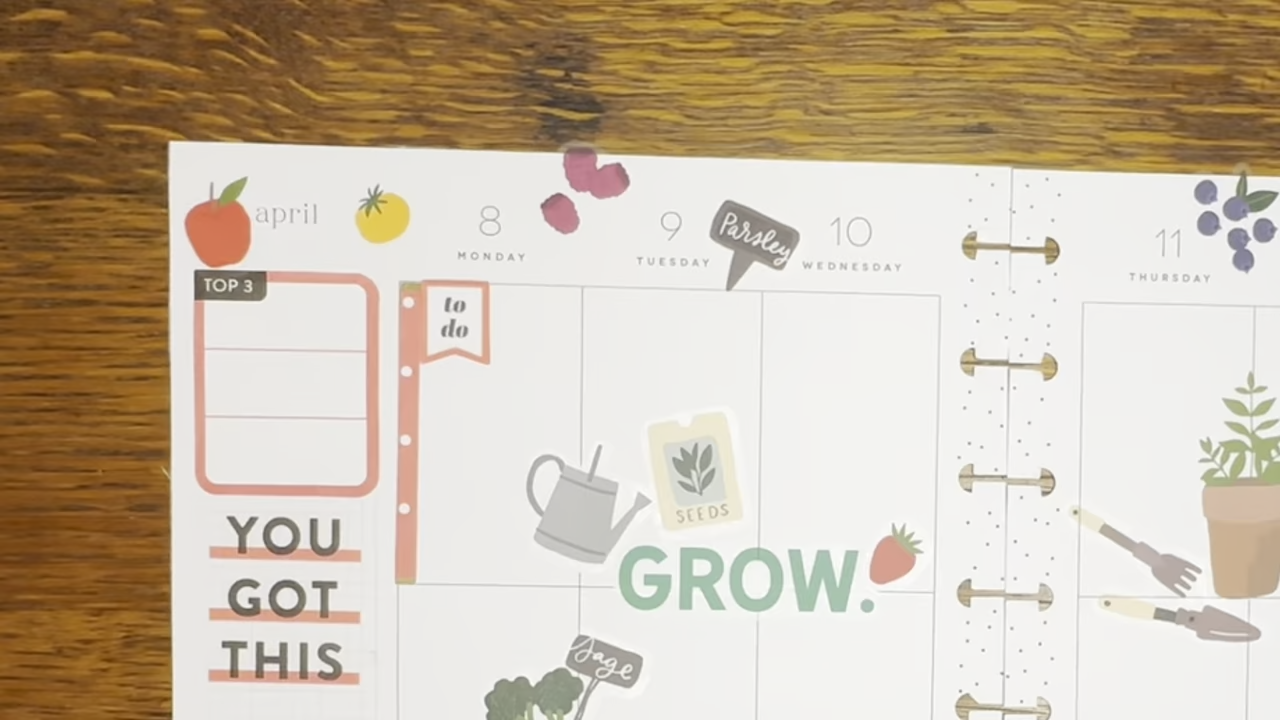 april
8
MONDAY
9
TUESDAY
Parsley
10
WEDNESDAY
11
THURSDAY
TOP 3
to
do
SEEDS
GROW.
YOU
GOT
THIS
Sage